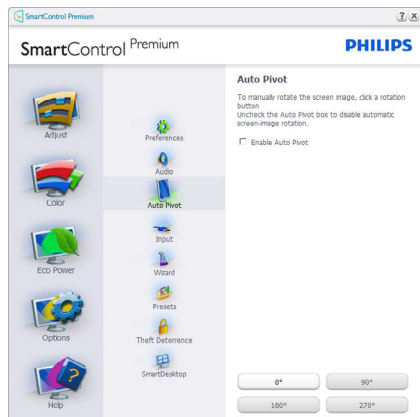 SmartControl Premium
SmartControl Premium
PHILIPS
Adjust
Color
Eco Power
Options
Help
Preferences
Audio
Auto Pivot
Input
Wizard
Presets
Theft Deterrence
SmartDesktop
Auto Pivot
To manually rotate the screen image, click a rotation
button
Uncheck the Auto Pivot box to disable automatic
screen-image rotation.
Enable Auto Pivot
0°
90°
180°
270°